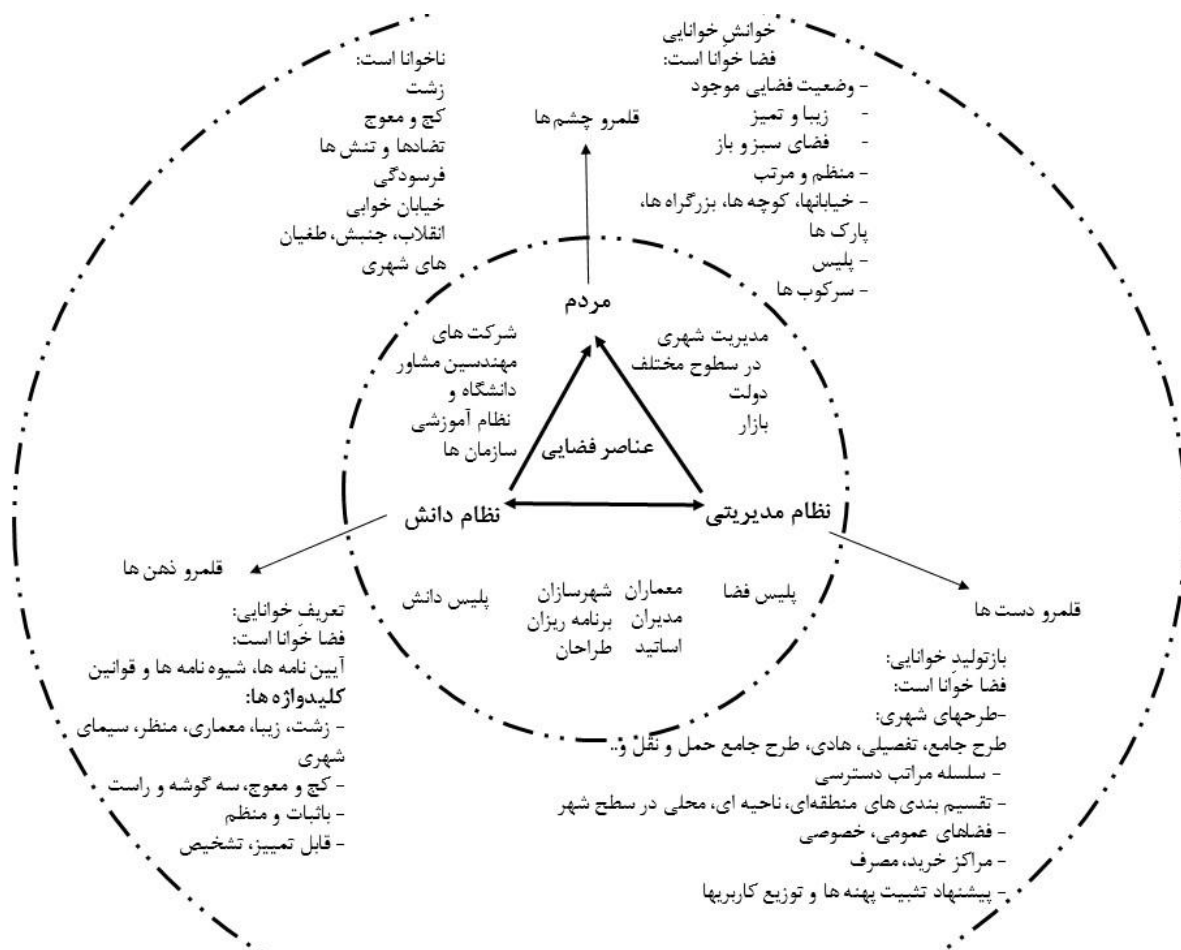 خوانشِ خوانایی
فضا خوانا است:
- وضعیت فضایی موجود
- زیبا و تمیز
- فضای سبز و باز
- منظم و مرتب
- خیابانها، کوچه ها، بزرگراه ها،
پارک ها
- پلیس
- سرکوب ها
ناخوانا است:
زشت
کج و معوج
تضادها و تنش ها
فرسودگی
خیابان خوابی
انقلاب، جنبش، طغیان
های شهری
قلمرو چشم ها
مردم
مدیریت شهری
در سطوح مختلف
دولت
بازار
شرکت های
مهندسین مشاور
دانشگاه و
نظام آموزشی
سازمان ها
عناصر فضایی
نظام مدیریتی
نظام دانش
پلیس فضا
معماران شهرسازان
مدیران برنامه ریزان
اساتید طراحان
پلیس دانش
قلمرو دست ها
بازتولیدِ خوانایی:
فضا خوانا است:
-طرحهای شهری:
طرح جامع، تفصیلی، هادی، طرح جامع حمل و نقل و..
- سلسله مراتب دسترسی
- تقسیم بندی های منطقه‌ای، ناحیه ای، محلی در سطح شهر
- فضاهای عمومی، خصوصی
- مراکز خرید، مصرف
- پیشنهاد تثبیت پهنه ها و توزیع کاربریها
قلمرو ذهن ها
تعریفِ خوانایی:
فضا خوانا است:
آیین نامه ها، شیوه نامه ها و قوانین
کلیدواژه ها:
- زشت، زیبا، معماری، منظر، سیمای
شهری
- کج و معوج، سه گوشه و راست
- باثبات و منظم
- قابل تمییز، تشخیص